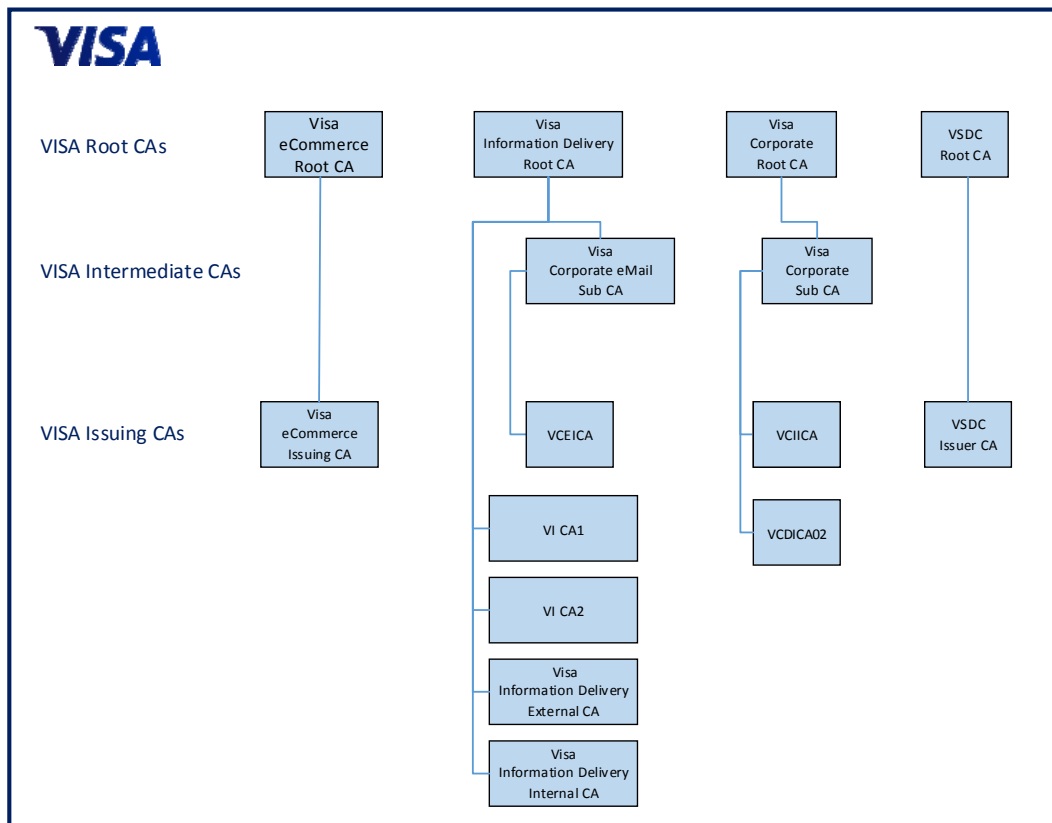 VISA
VISA Root CAs
Visa
eCommerce
Root CA
Visa
Information Delivery
Root CA
Visa
Corporate
Root CA
VSDC
Root CA
VISA Intermediate CAs
Visa
Corporate eMail
Sub CA
Visa
Corporate
Sub CA
VISA Issuing CAs
Visa
eCommerce
Issuing CA
VCEICA
VCIICA
VSDC
Issuer CA
VI CA1
VCDICA02
VI CA2
Visa
Information Delivery
External CA
Visa
Information Delivery
Internal CA